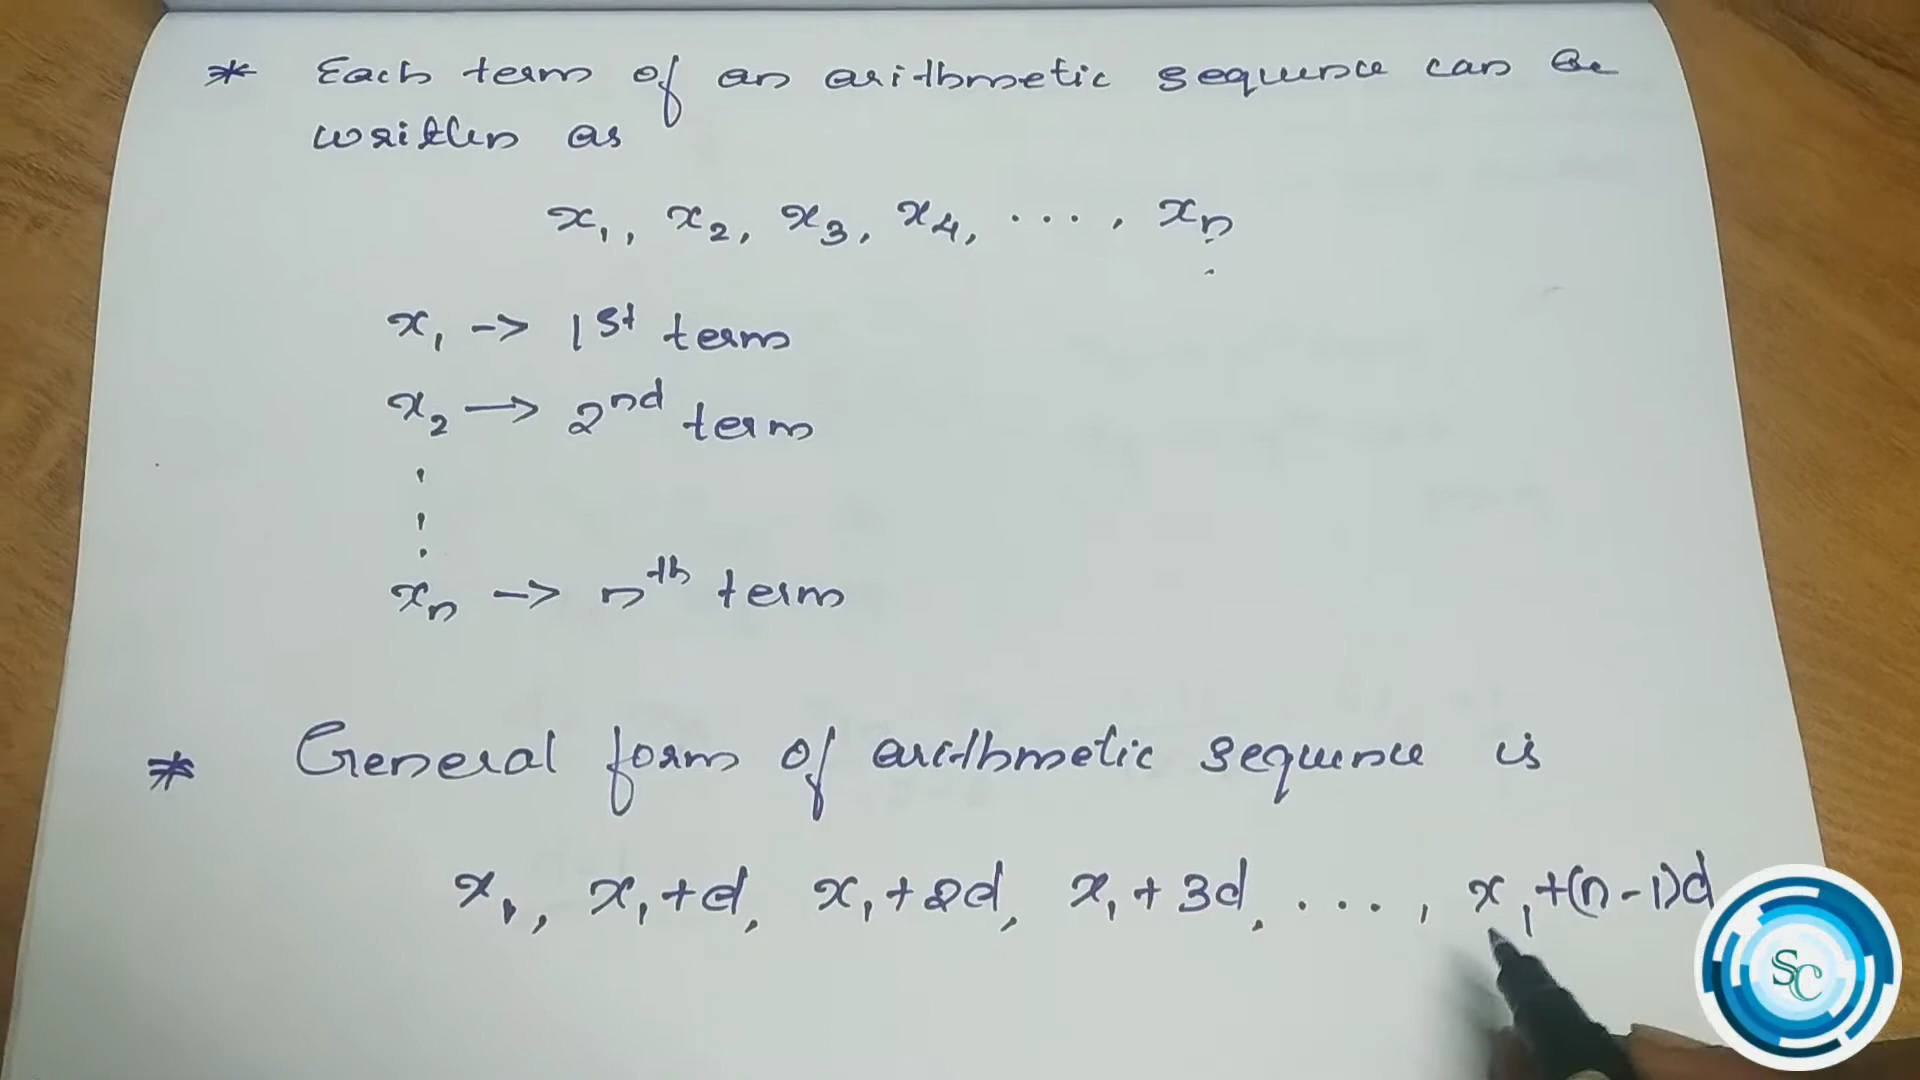 * Each term of an arithmetic sequence can be
written as
x₁, x₂, x₃, x₄, ...., xₙ
x₁ -> 1st term
x₂ -> 2nd term
xₙ -> nth term
* General form of arithmetic sequence is
x₁, x₁+d, x₁+2d, x₁+3d, ...., x₁+(n-1)d
SC